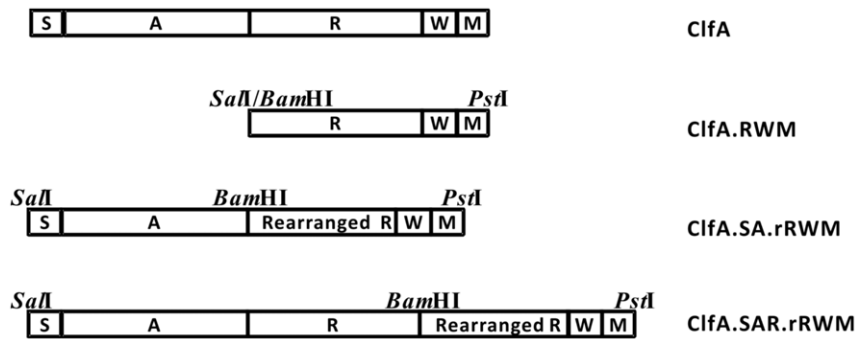 S A R W M ClfA
SalI/BamHI PstI
R W M ClfA.RWM
SalI BamHI PstI
S A Rearranged R W M ClfA.SA.rRWM
SalI BamHI PstI
S A R Rearranged R W M ClfA.SAR.rRWM